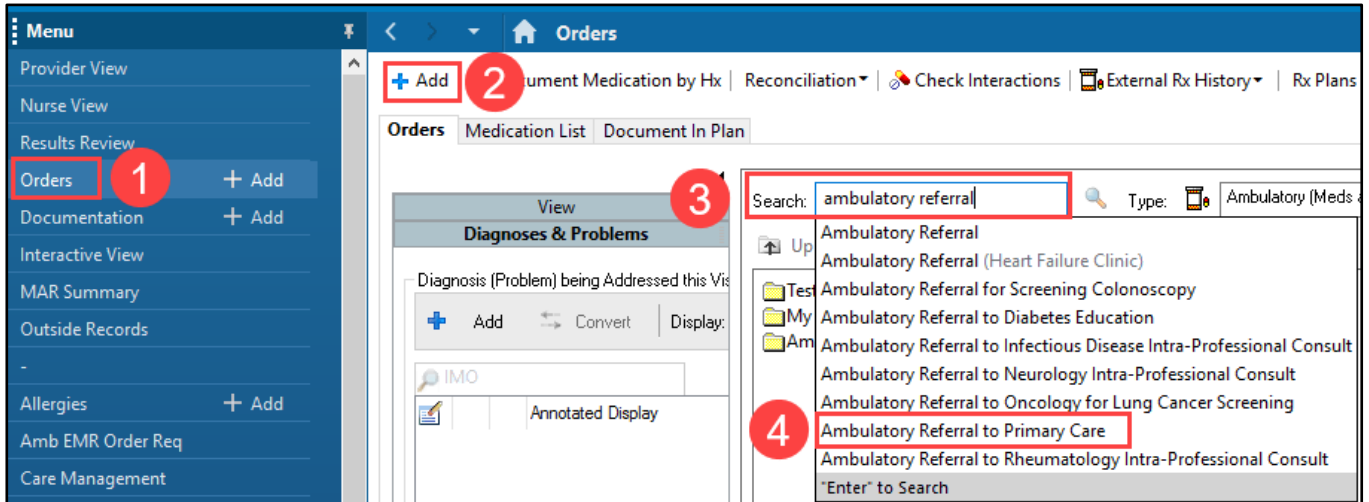 Menu
Provider View
Nurse View
Results Review
Orders
1
+ Add
Documentation
+ Add
Interactive View
MAR Summary
Outside Records
-
Allergies
+ Add
Amb EMR Order Req
Care Management
Orders
+ Add
2
ument Medication by Hx
Reconciliation
Check Interactions
External Rx History
Rx Plans
Orders
Medication List
Document In Plan
View
Diagnoses & Problems
Diagnosis (Problem) being Addressed this Vis
Add
Convert
Display:
IMO
Annotated Display
3
Search:
ambulatory referral
Type:
Ambulatory (Meds a
Up
Test
My
Am
Ambulatory Referral
Ambulatory Referral (Heart Failure Clinic)
Ambulatory Referral for Screening Colonoscopy
Ambulatory Referral to Diabetes Education
Ambulatory Referral to Infectious Disease Intra-Professional Consult
Ambulatory Referral to Neurology Intra-Professional Consult
Ambulatory Referral to Oncology for Lung Cancer Screening
4
Ambulatory Referral to Primary Care
Ambulatory Referral to Rheumatology Intra-Professional Consult
"Enter" to Search